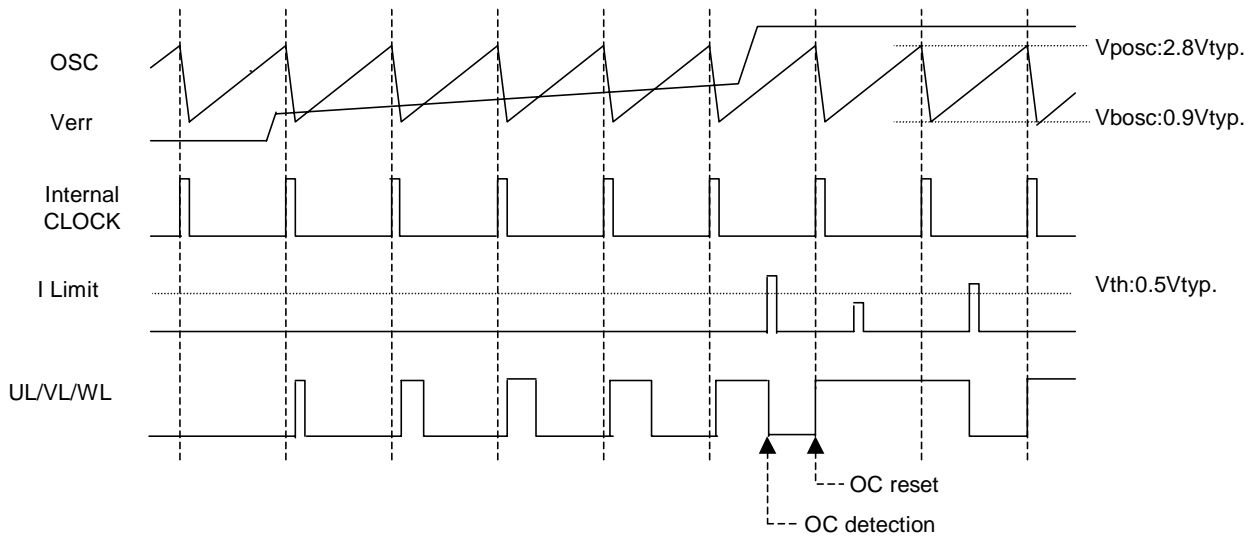 OSC
Vposc:2.8Vtyp.
Verr
Vbosc:0.9Vtyp.
Internal
CLOCK
I Limit
Vth:0.5Vtyp.
UL/VL/WL
OC reset
OC detection